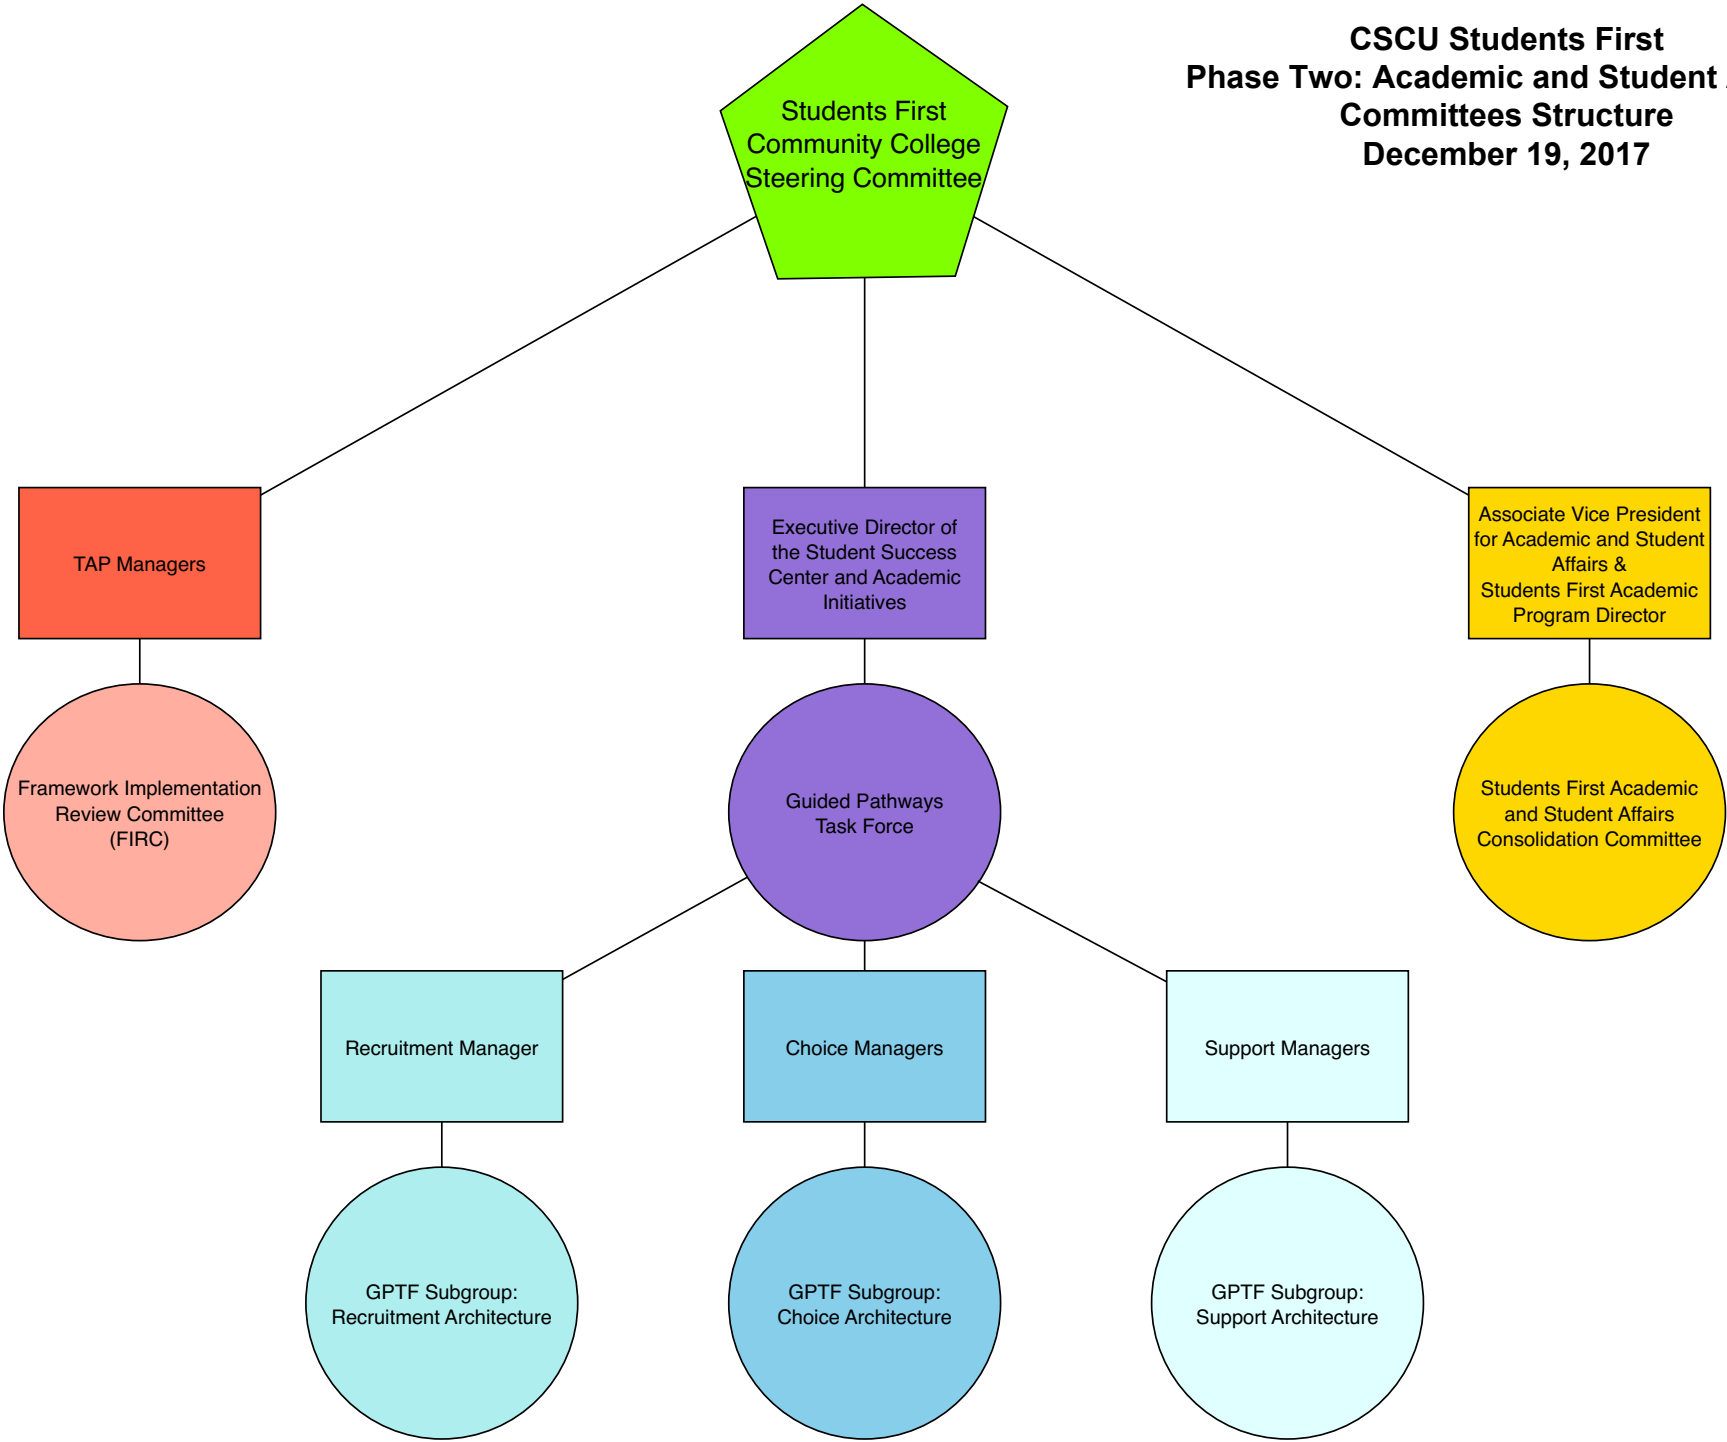 CSCU Students First
Phase Two: Academic and Student
Committees Structure
December 19, 2017
Students First
Community College
Steering Committee
TAP Managers
Executive Director of
the Student Success
Center and Academic
Initiatives
Associate Vice President
for Academic and Student
Affairs &
Students First Academic
Program Director
Framework Implementation
Review Committee
(FIRC)
Guided Pathways
Task Force
Students First Academic
and Student Affairs
Consolidation Committee
Recruitment Manager
Choice Managers
Support Managers
GPTF Subgroup:
Recruitment Architecture
GPTF Subgroup:
Choice Architecture
GPTF Subgroup:
Support Architecture